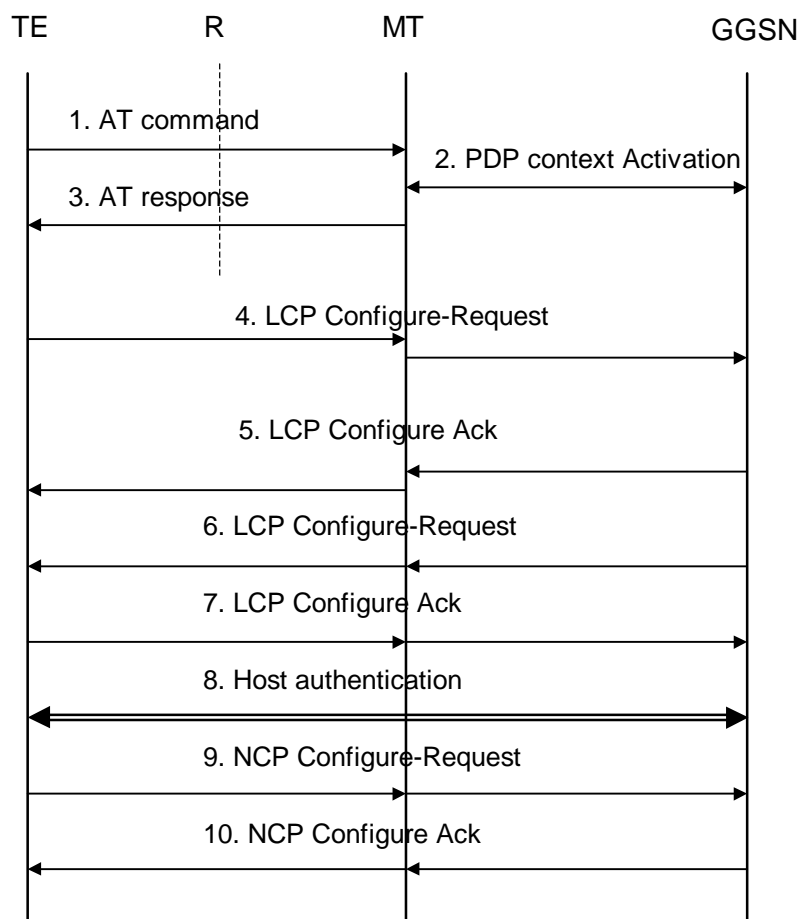 TE R MT GGSN
1. AT command
2. PDP context Activation
3. AT response
4. LCP Configure-Request
5. LCP Configure Ack
6. LCP Configure-Request
7. LCP Configure Ack
8. Host authentication
9. NCP Configure-Request
10. NCP Configure Ack